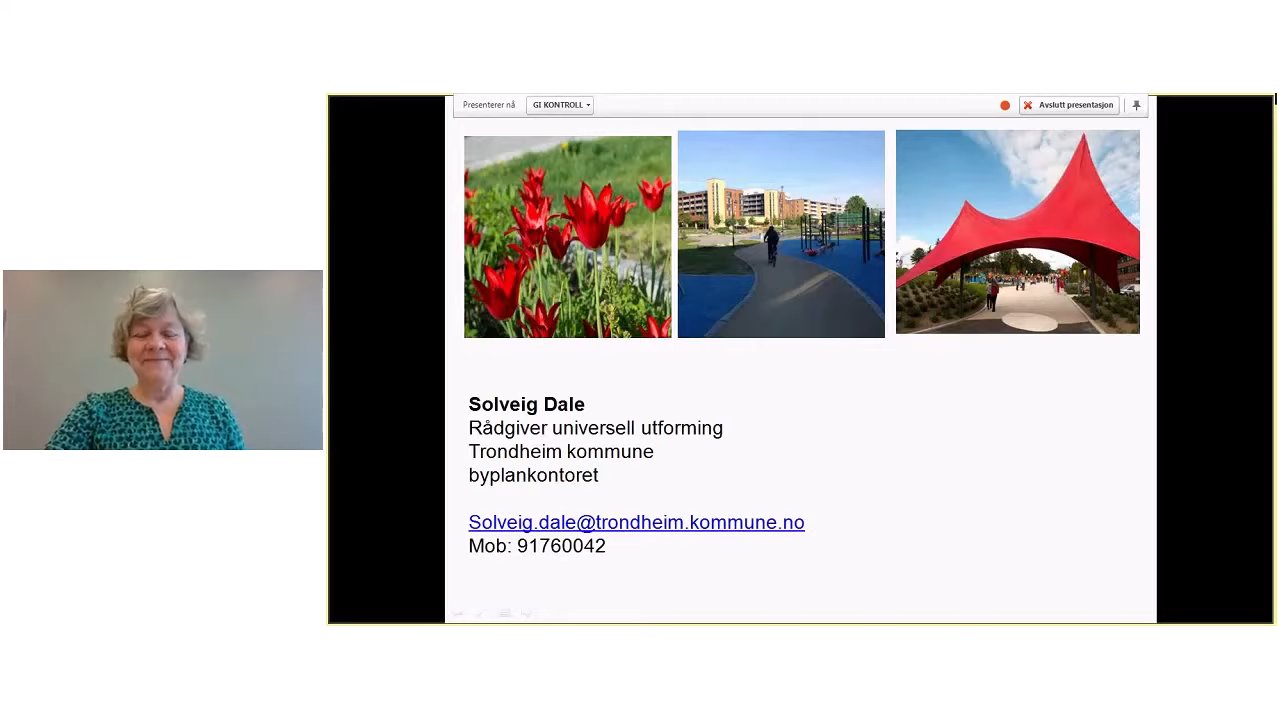 Presenterer nå GI KONTROLL Avslutt presentasjon
Solveig Dale
Rådgiver universell utforming
Trondheim kommune
byplankontoret
Solveig.dale@trondheim.kommune.no
Mob: 91760042